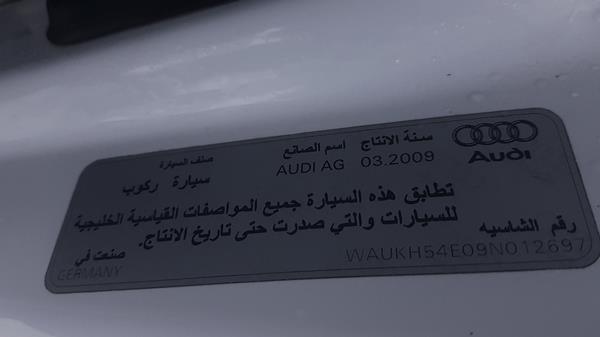 سنة الانتاج اسم الصانع صنف السيارة
Audi 03.2009 AUDI AG سيارة ركوب
تطابق هذه السيارة جميع المواصفات القياسية الخليجية
للسيارات والتي صدرت حتى تاريخ الانتاج.
رقم الشاسيه WAUKH54E09N012697 صنعت في
GERMANY